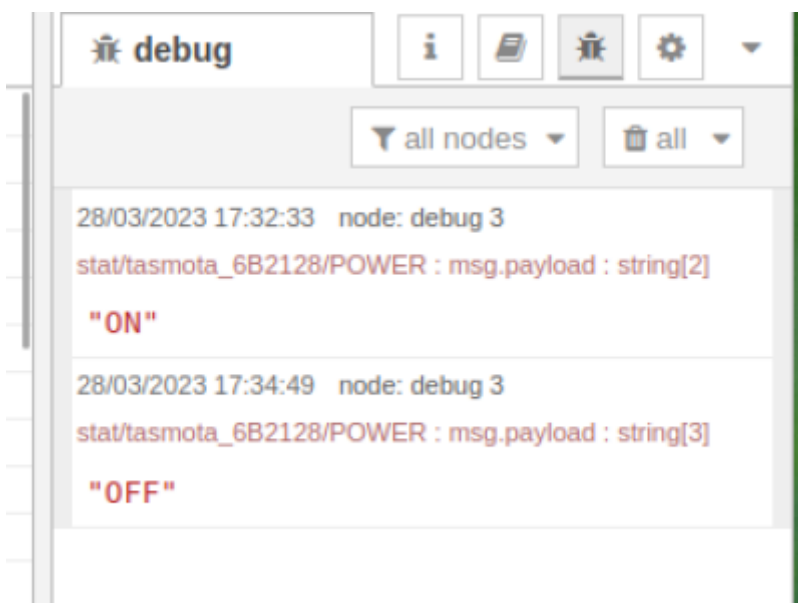 debug
i
all nodes
all
28/03/2023 17:32:33 node: debug 3
stat/tasmota_6B2128/POWER : msg.payload : string[2]
"ON"
28/03/2023 17:34:49 node: debug 3
stat/tasmota_6B2128/POWER : msg.payload : string[3]
"OFF"